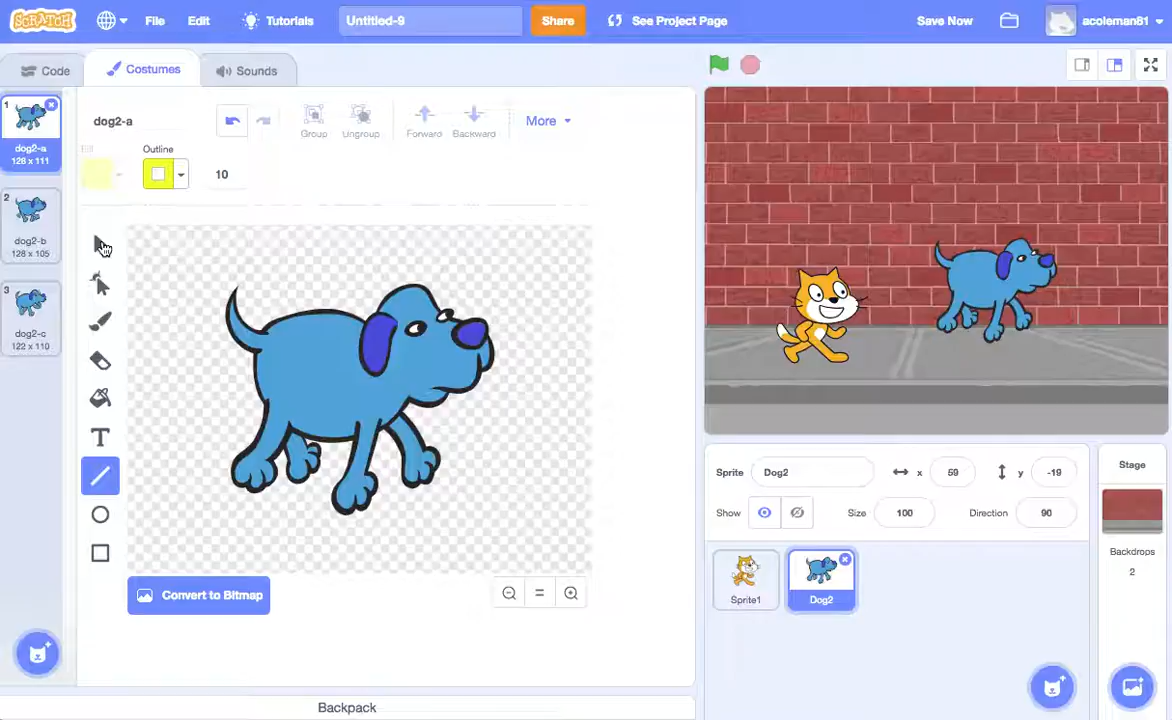 SCRATCH File Edit Tutorials Untitled-9 Share See Project Page Save Now acoleman81
Code Costumes Sounds
1
dog2-a
128 x 111
2
dog2-b
128 x 105
3
dog2-c
122 x 110
dog2-a Group Ungroup Forward Backward More
Fill Outline
10
T
Convert to Bitmap
Sprite Dog2 x 59 y -19
Show Size 100 Direction 90
Sprite1 Dog2
Stage
Backdrops
2
Backpack